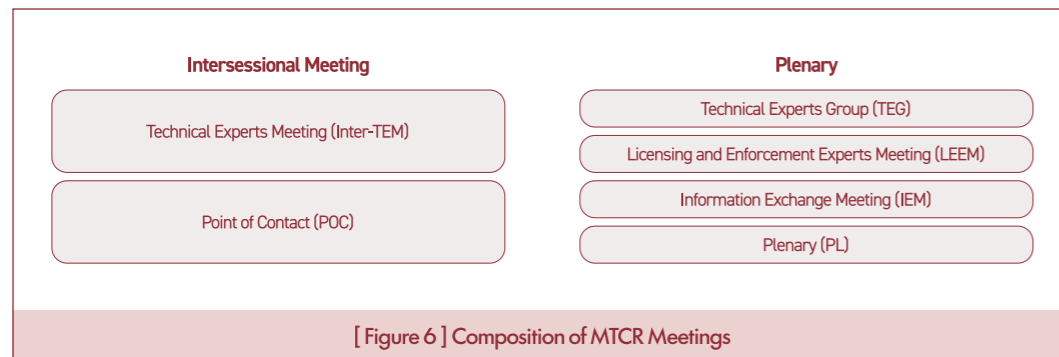 Intersessional Meeting
Technical Experts Meeting (Inter-TEM)
Point of Contact (POC)
Plenary
Technical Experts Group (TEG)
Licensing and Enforcement Experts Meeting (LEEM)
Information Exchange Meeting (IEM)
Plenary (PL)
[ Figure 6 ] Composition of MTCR Meetings